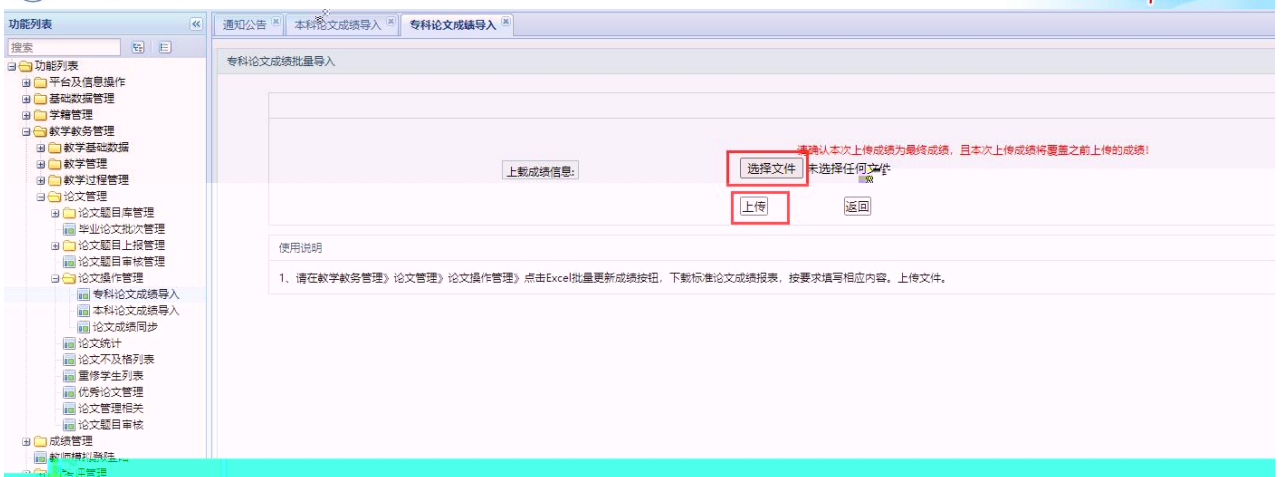 功能列表
通知公告
本科论文成绩导入
专科论文成绩导入
搜索
功能列表
平台及信息操作
基础数据管理
学籍管理
教学教务管理
教学基础数据
教学管理
教学过程管理
论文管理
论文题目库管理
毕业论文批次管理
论文题目上报管理
论文题目审核管理
论文操作管理
专科论文成绩导入
本科论文成绩导入
论文成绩同步
论文统计
论文不及格列表
重修学生列表
优秀论文管理
论文管理相关
论文题目审核
成绩管理
教师模拟登陆
专科论文成绩批量导入
请确认本次上传成绩为最终成绩，且本次上传成绩将覆盖之前上传的成绩!
上载成绩信息:
选择文件 未选择任何文件
上传 返回
使用说明
1、请在教学教务管理》论文管理》论文操作管理》点击Excel批量更新成绩按钮，下载标准论文成绩报表，按要求填写相应内容。上传文件。